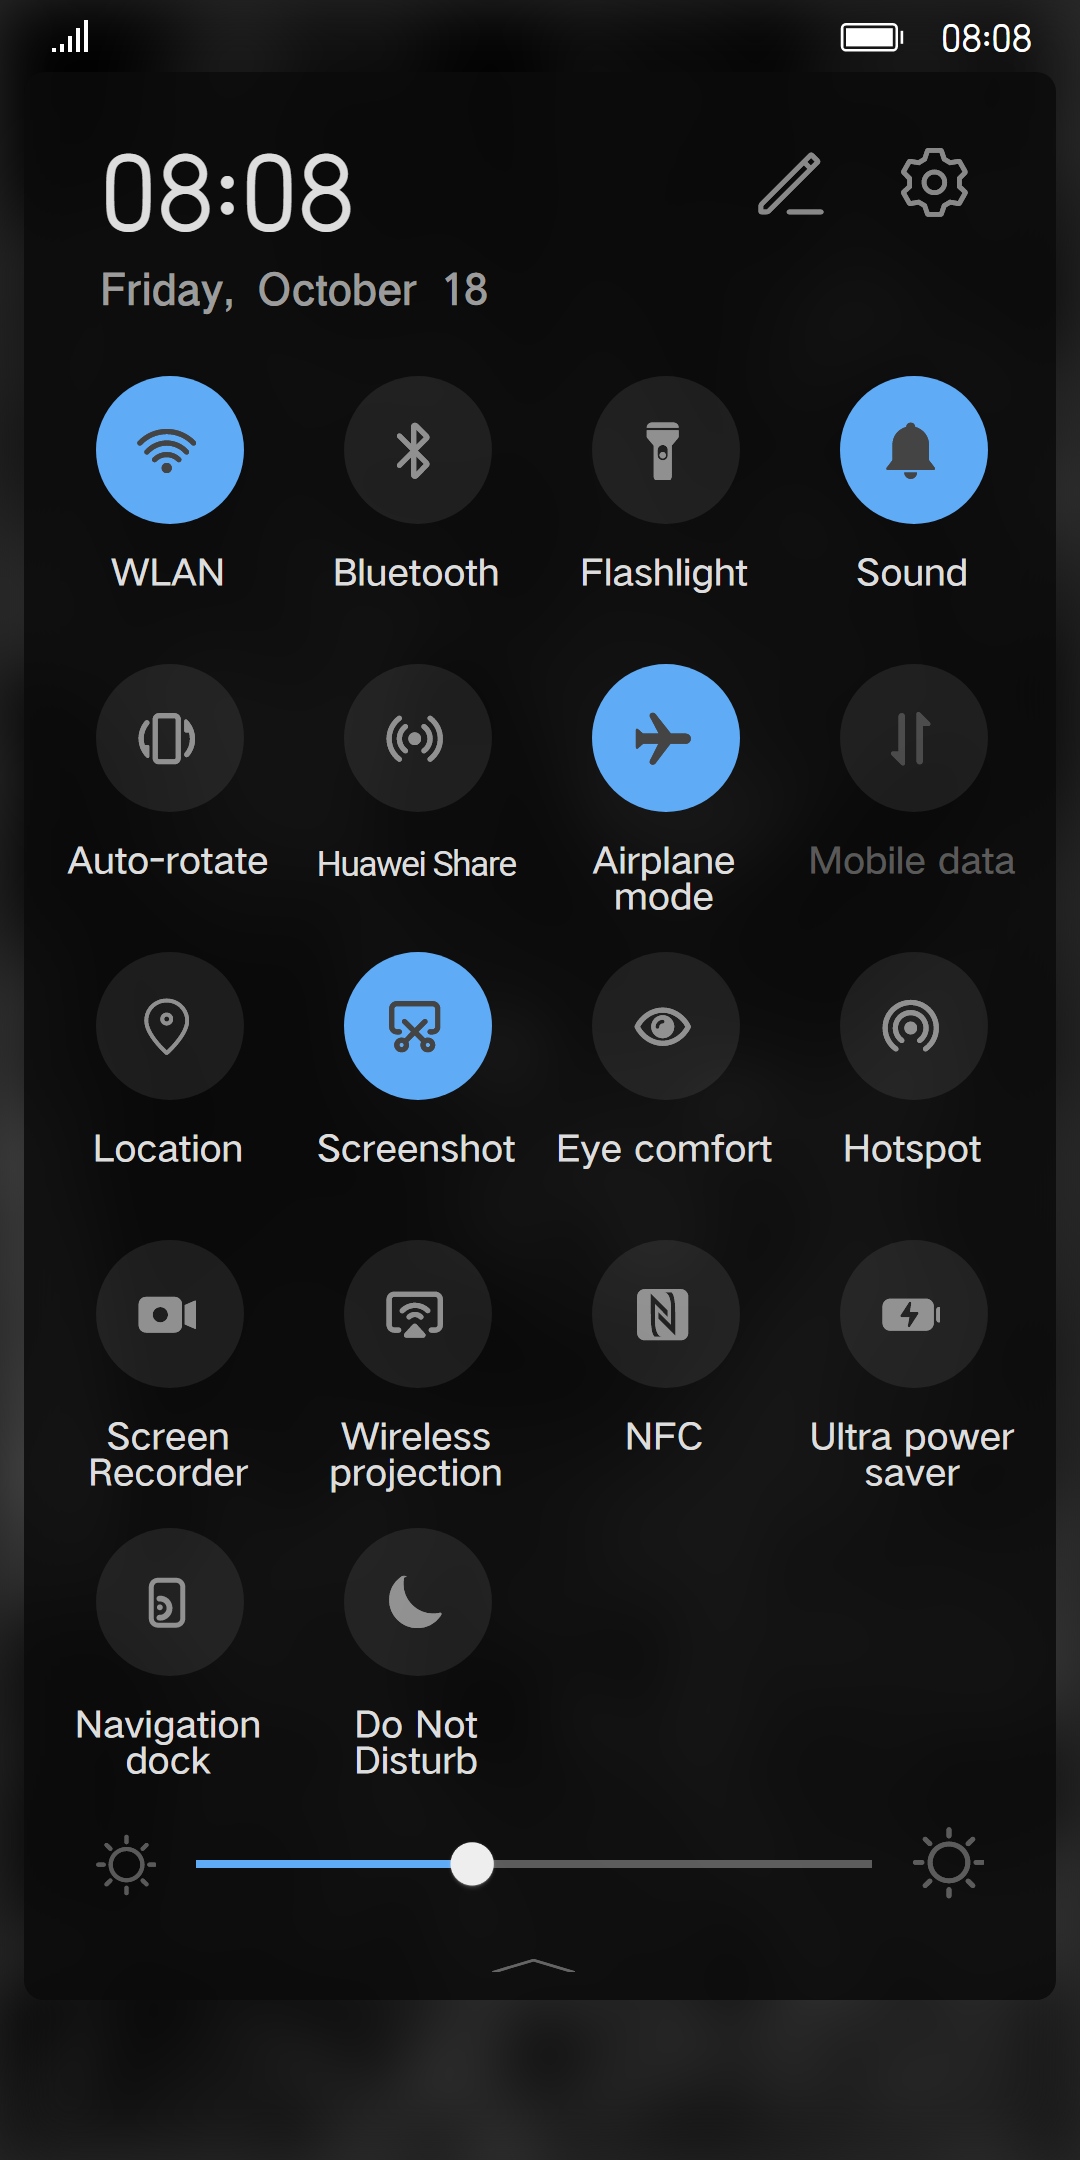 08:08
08:08
Friday, October 18
WLAN Bluetooth Flashlight Sound
Auto-rotate Huawei Share Airplane mode Mobile data
Location Screenshot Eye comfort Hotspot
Screen Recorder Wireless projection NFC Ultra power saver
Navigation dock Do Not Disturb